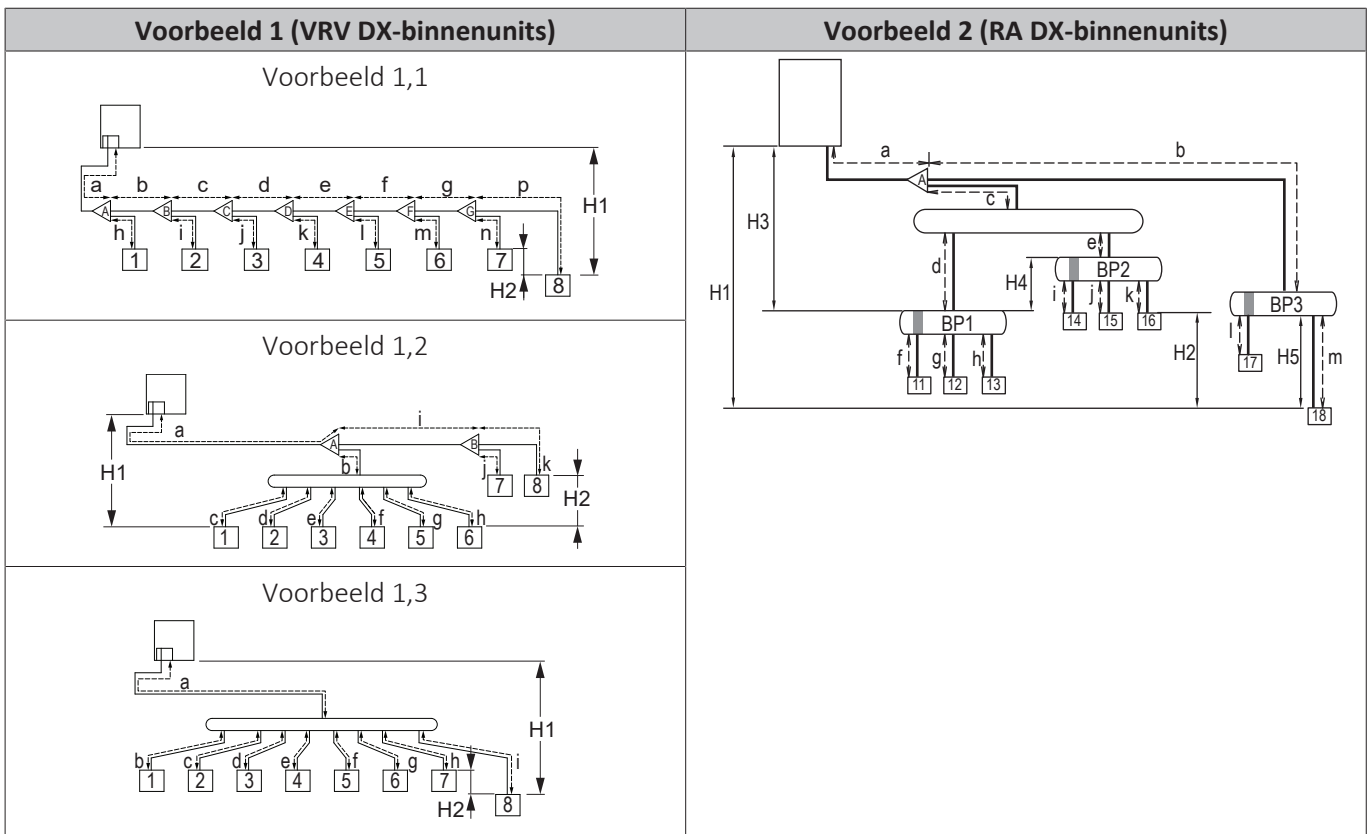 Voorbeeld 1 (VRV DX-binnenunits)
Voorbeeld 1,1
a b c d e f g p
A B C D E F G
h i j k l m n
1 2 3 4 5 6 7
8
H1
H2
Voorbeeld 1,2
a
i
A B
b
j k
7 8
H1
H2
c d e f g h
1 2 3 4 5 6
Voorbeeld 1,3
a
H1
b c d e f g h i
1 2 3 4 5 6 7
H2
8
Voorbeeld 2 (RA DX-binnenunits)
a b
A
c
H3
d
e
H4
BP2
H1
i j k
BP3
BP1
14 15 16
f g h
l
H2
H5
m
17
11 12 13
18